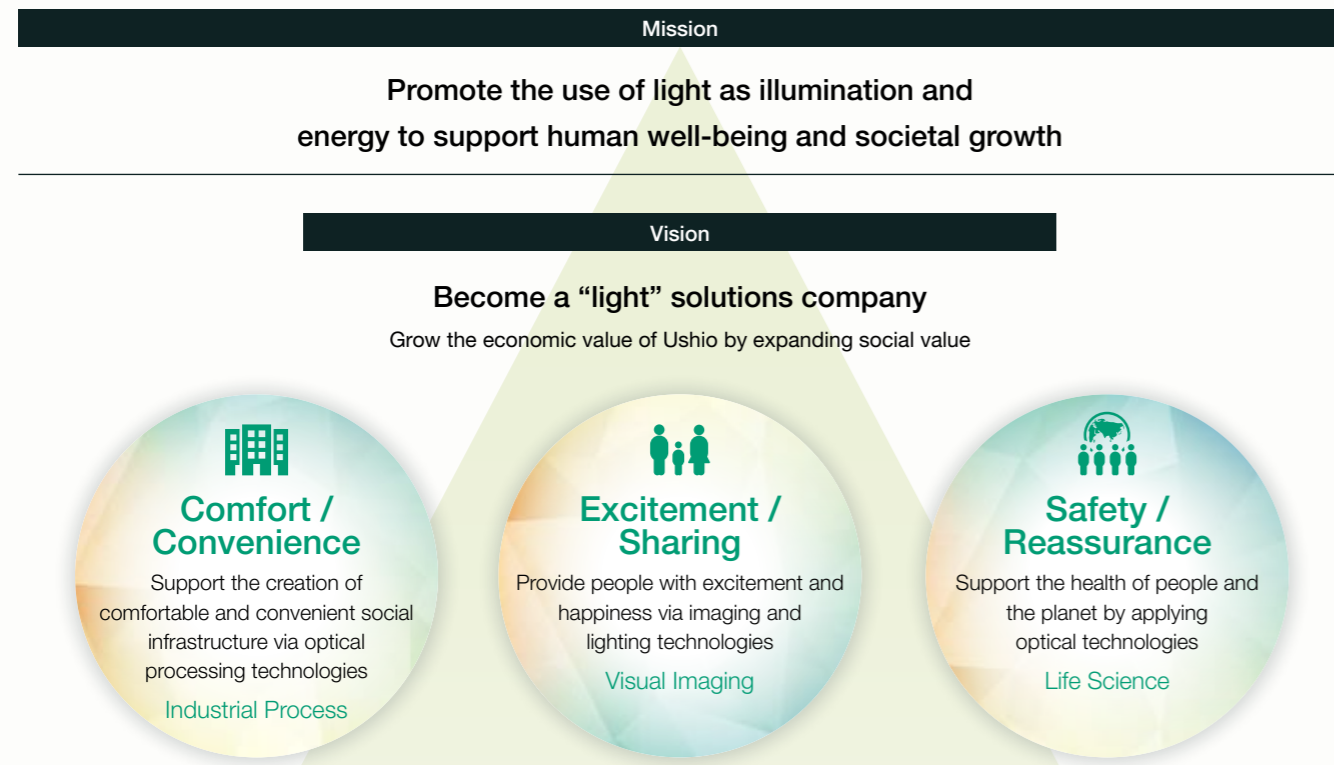 Mission
Promote the use of light as illumination and
energy to support human well-being and societal growth
Vision
Become a “light” solutions company
Grow the economic value of Ushio by expanding social value
Comfort /
Convenience
Support the creation of
comfortable and convenient social
infrastructure via optical
processing technologies
Industrial Process
Excitement /
Sharing
Provide people with excitement and
happiness via imaging and
lighting technologies
Visual Imaging
Safety /
Reassurance
Support the health of people and
the planet by applying
optical technologies
Life Science